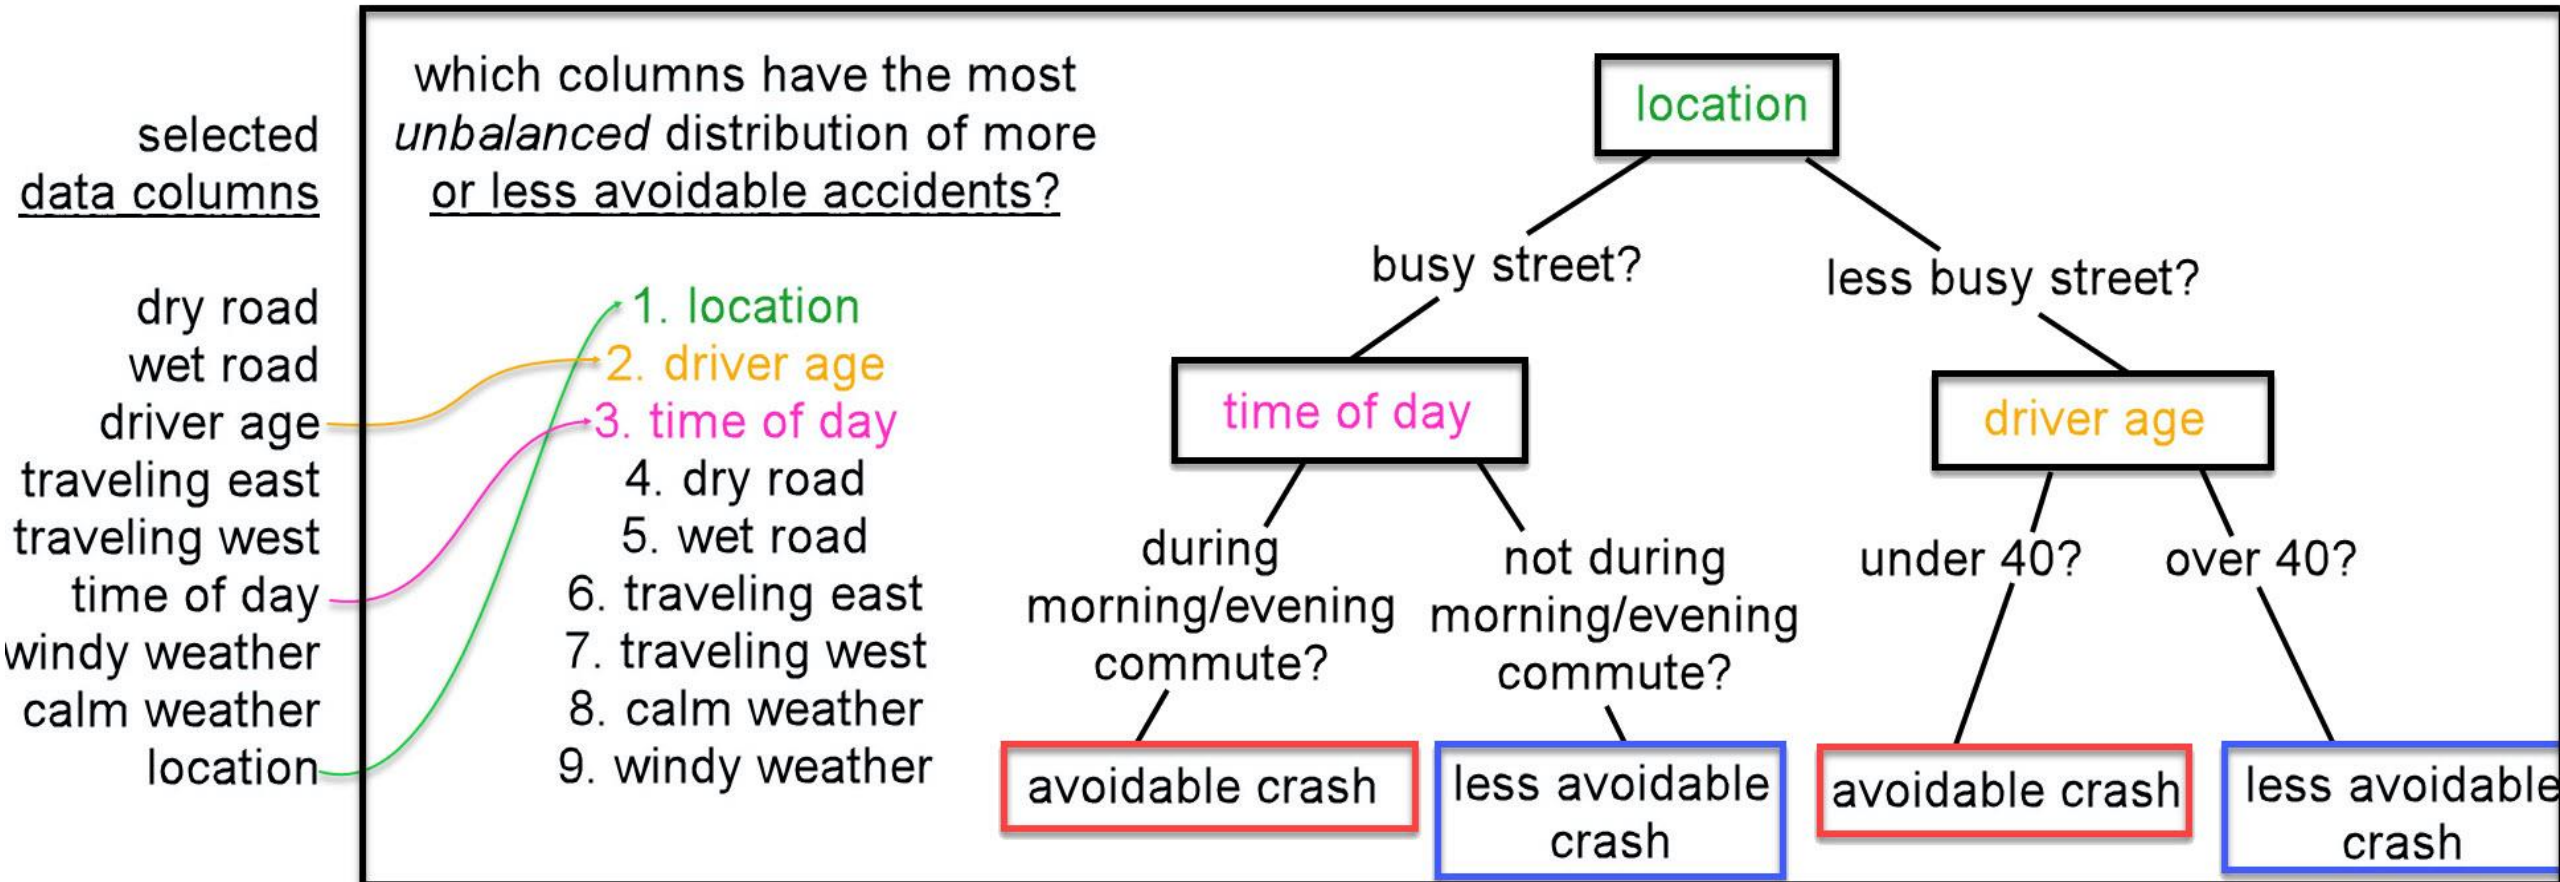 selected
data columns
dry road
wet road
driver age
traveling east
traveling west
time of day
windy weather
calm weather
location
which columns have the most
unbalanced distribution of more
or less avoidable accidents?
1. location
2. driver age
3. time of day
4. dry road
5. wet road
6. traveling east
7. traveling west
8. calm weather
9. windy weather
location
busy street?
less busy street?
time of day
driver age
during
morning/evening
commute?
not during
morning/evening
commute?
under 40?
over 40?
avoidable crash
less avoidable
crash
avoidable crash
less avoidable
crash